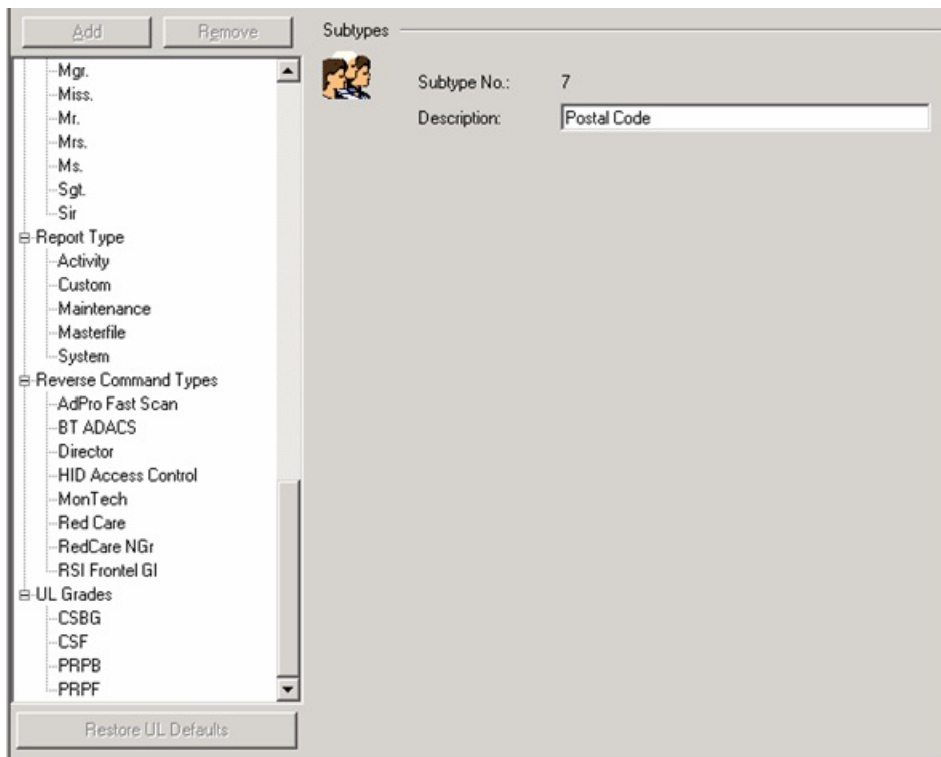 Add Remove
Mgr.
Miss.
Mr.
Mrs.
Ms.
Sgt.
Sir
Report Type
Activity
Custom
Maintenance
Masterfile
System
Reverse Command Types
AdPro Fast Scan
BT ADACS
Director
HID Access Control
MonTech
Red Care
RedCare NGr
RSI Frontel GI
UL Grades
CSBG
CSF
PRPB
PRPF
Restore UL Defaults
Subtypes
Subtype No.: 7
Description: Postal Code